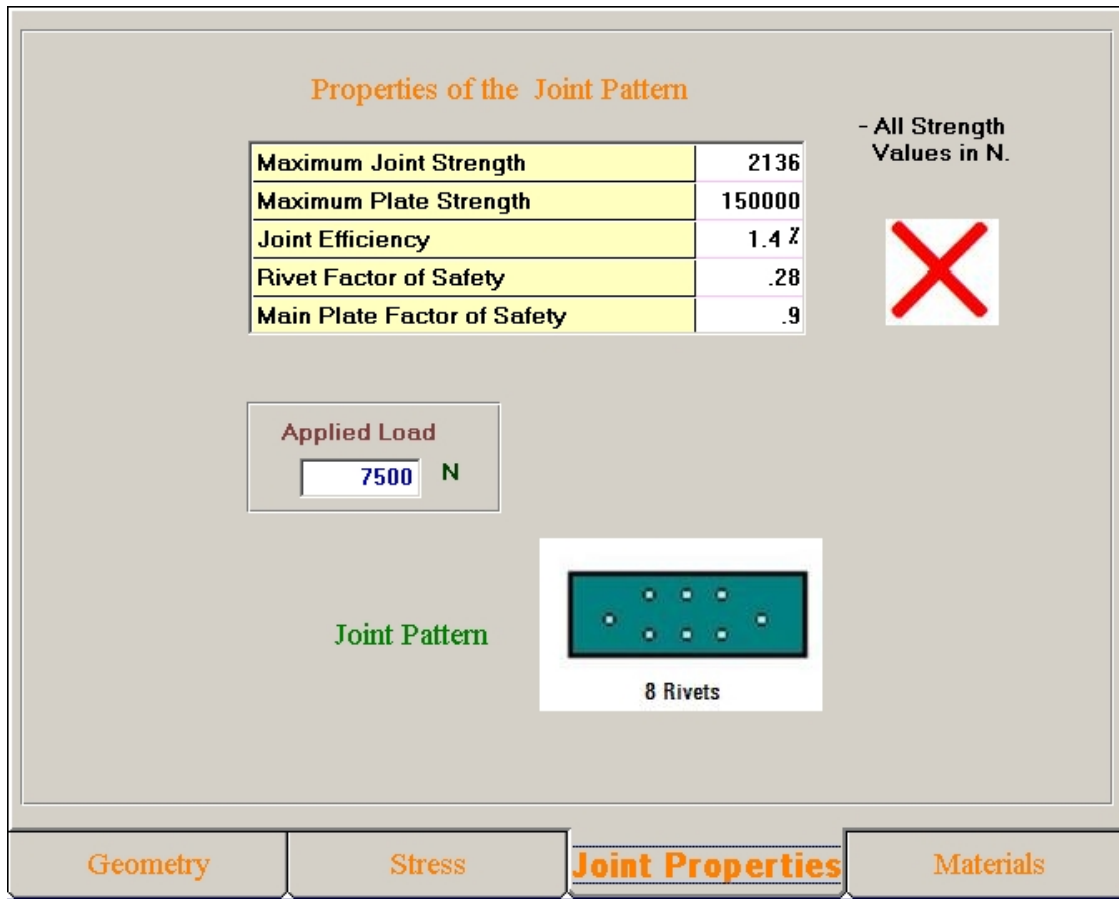 Properties of the Joint Pattern
- All Strength
Values in N.
Maximum Joint Strength 2136
Maximum Plate Strength 150000
Joint Efficiency 1.4 %
Rivet Factor of Safety .28
Main Plate Factor of Safety .9
Applied Load
7500 N
Joint Pattern
8 Rivets
Geometry Stress Joint Properties Materials